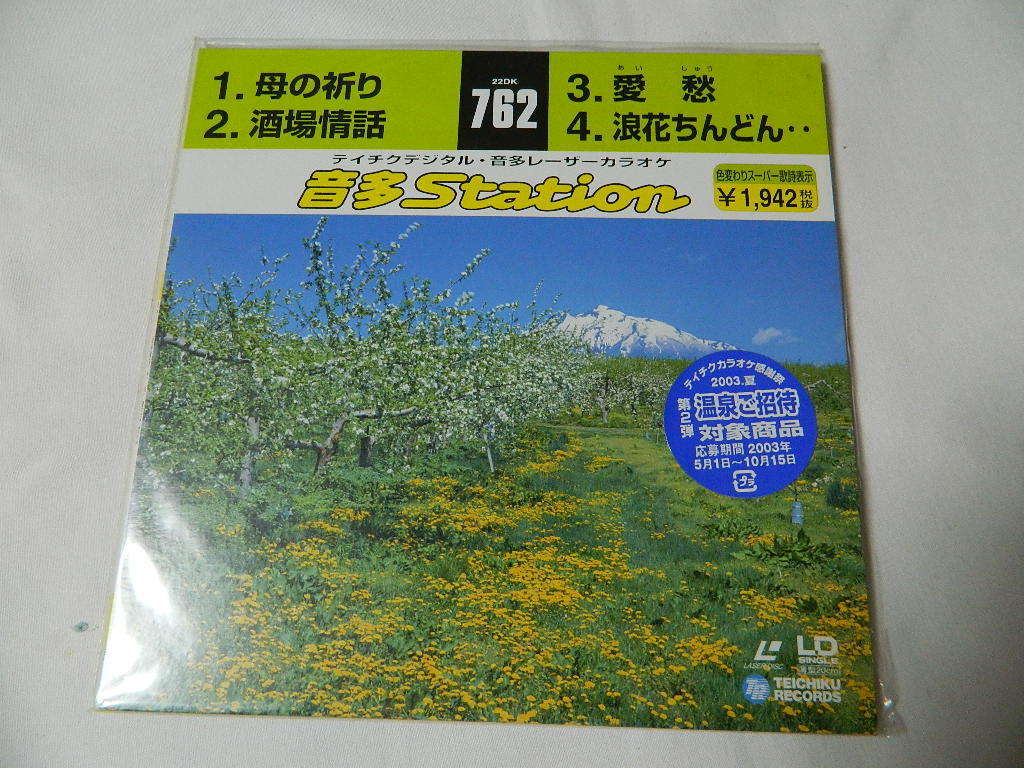 1. 母の祈り
2. 酒場情話
22DK
762
あい しゅう
3. 愛 愁
4. 浪花ちんどん‥
テイチクデジタル・音多レーザーカラオケ
音多Station
色変わりスーパー歌詩表示
¥1,942 税抜
テイチクカラオケ感謝祭
2003.夏
第2弾
温泉ご招待
対象商品
応募期間 2003年
5月1日〜10月15日
プラ
LASERDISC
LD
SINGLE
TEICHIKU
RECORDS